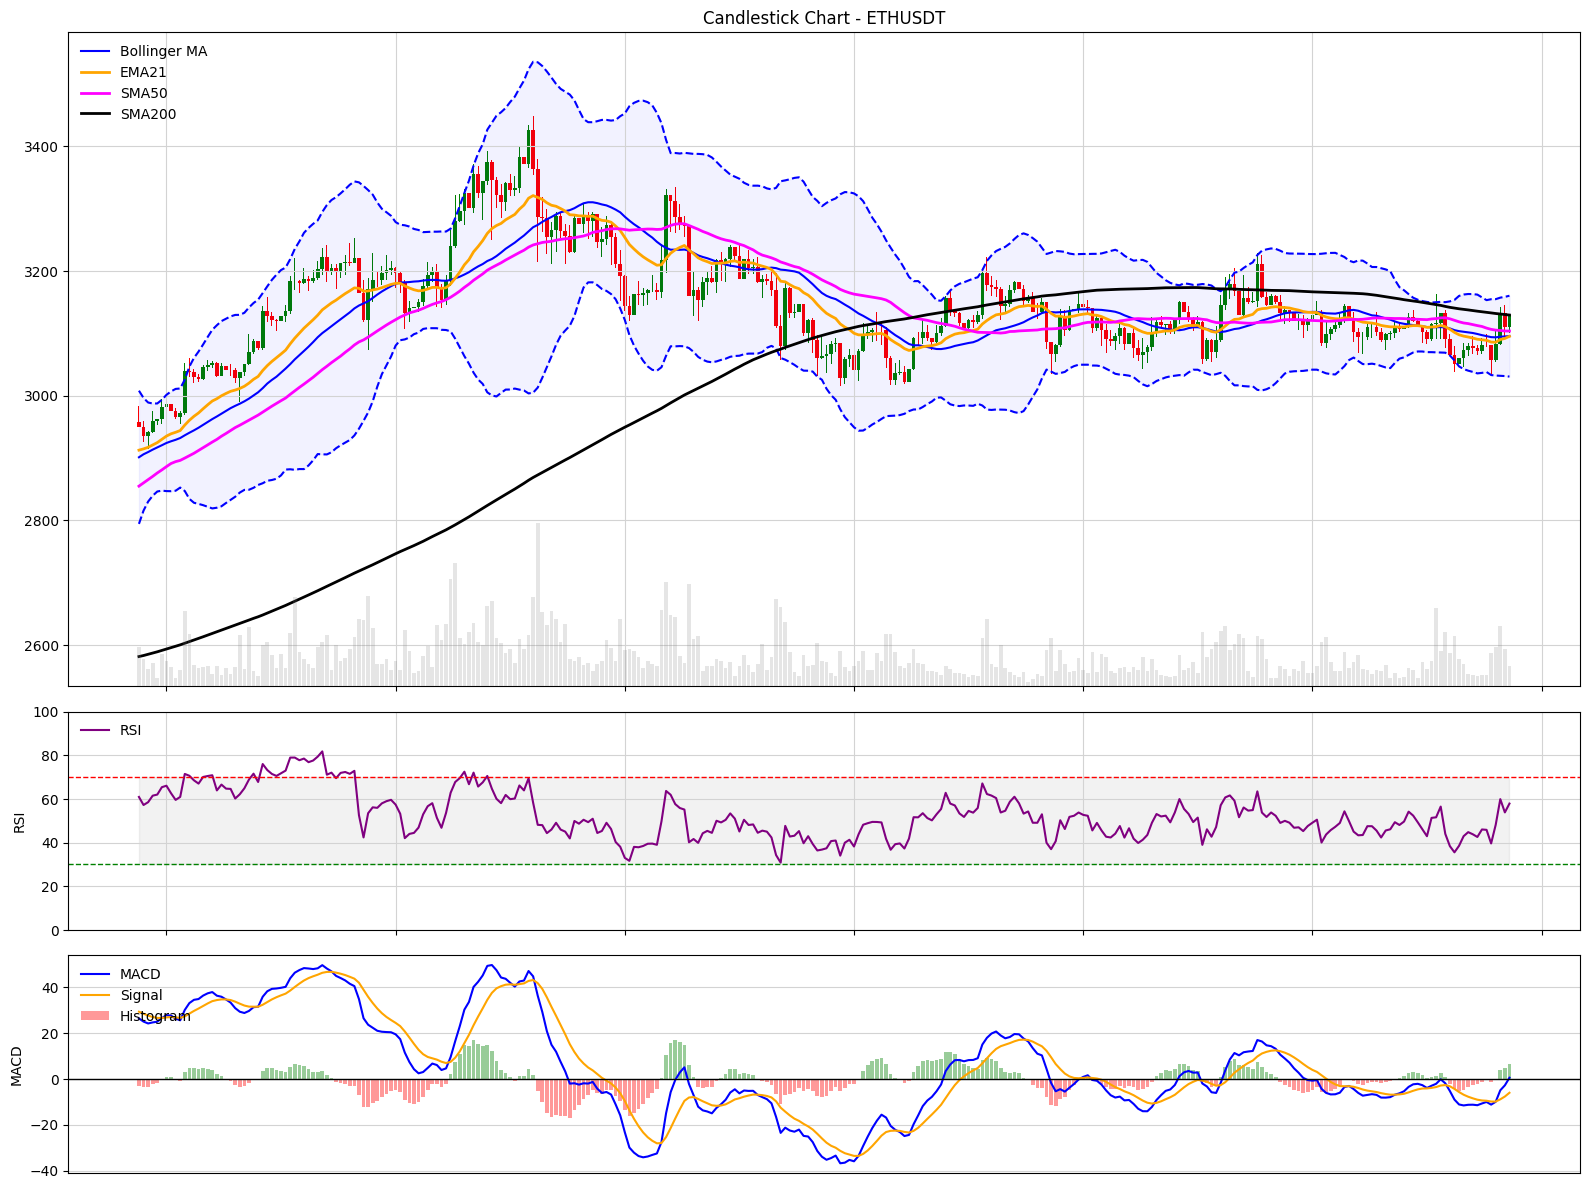 Candlestick Chart - ETHUSDT
Bollinger MA
EMA21
SMA50
SMA200
3400
3200
3000
2800
2600
100
80
60
40
20
0
RSI
RSI
40
20
0
−20
−40
MACD
MACD
Signal
Histogram